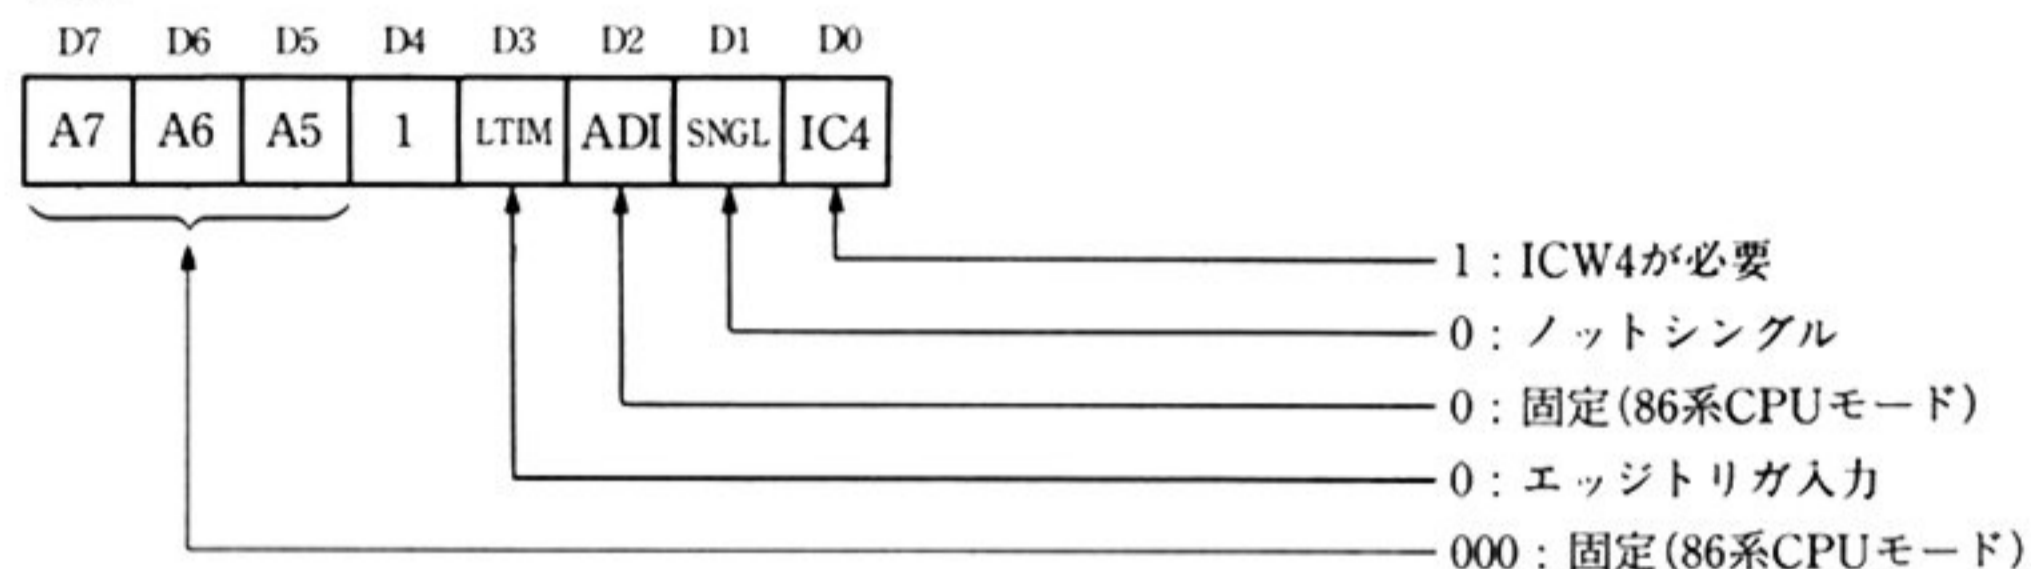 D7 D6 D5 D4 D3 D2 D1 D0
A7 A6 A5 1 LTIM ADI SNGL IC4
1：ICW4が必要
0：ノットシングル
0：固定(86系CPUモード)
0：エッジトリガ入力
000：固定(86系CPUモード)